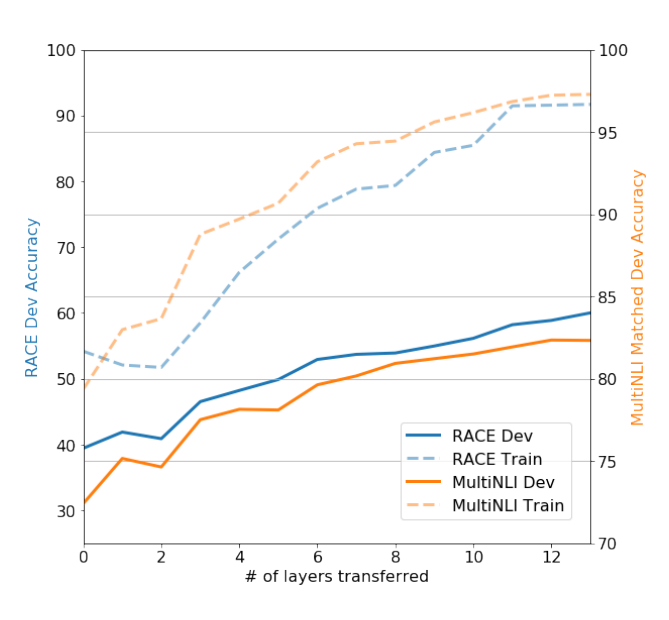 100
90
80
70
60
50
40
30
RACE Dev Accuracy
100
95
90
85
80
75
70
MultiNLI Matched Dev Accuracy
RACE Dev
RACE Train
MultiNLI Dev
MultiNLI Train
0 2 4 6 8 10 12
# of layers transferred